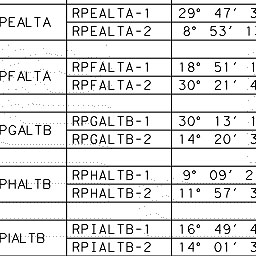 PEALTA RPEALTA-1 29° 47′ 3
RPEALTA-2 8° 53′ 1
PFALTA RPFALTA-1 18° 51′ 1
RPFALTA-2 30° 21′ 4
PGALTB RPGALTB-1 30° 13′ 1
RPGALTB-2 14° 20′ 3
PHALTB RPHALTB-1 9° 09′ 2
RPHALTB-2 11° 57′ 3
PIALTB RPIALTB-1 16° 49′ 4
RPIALTB-2 14° 01′ 3